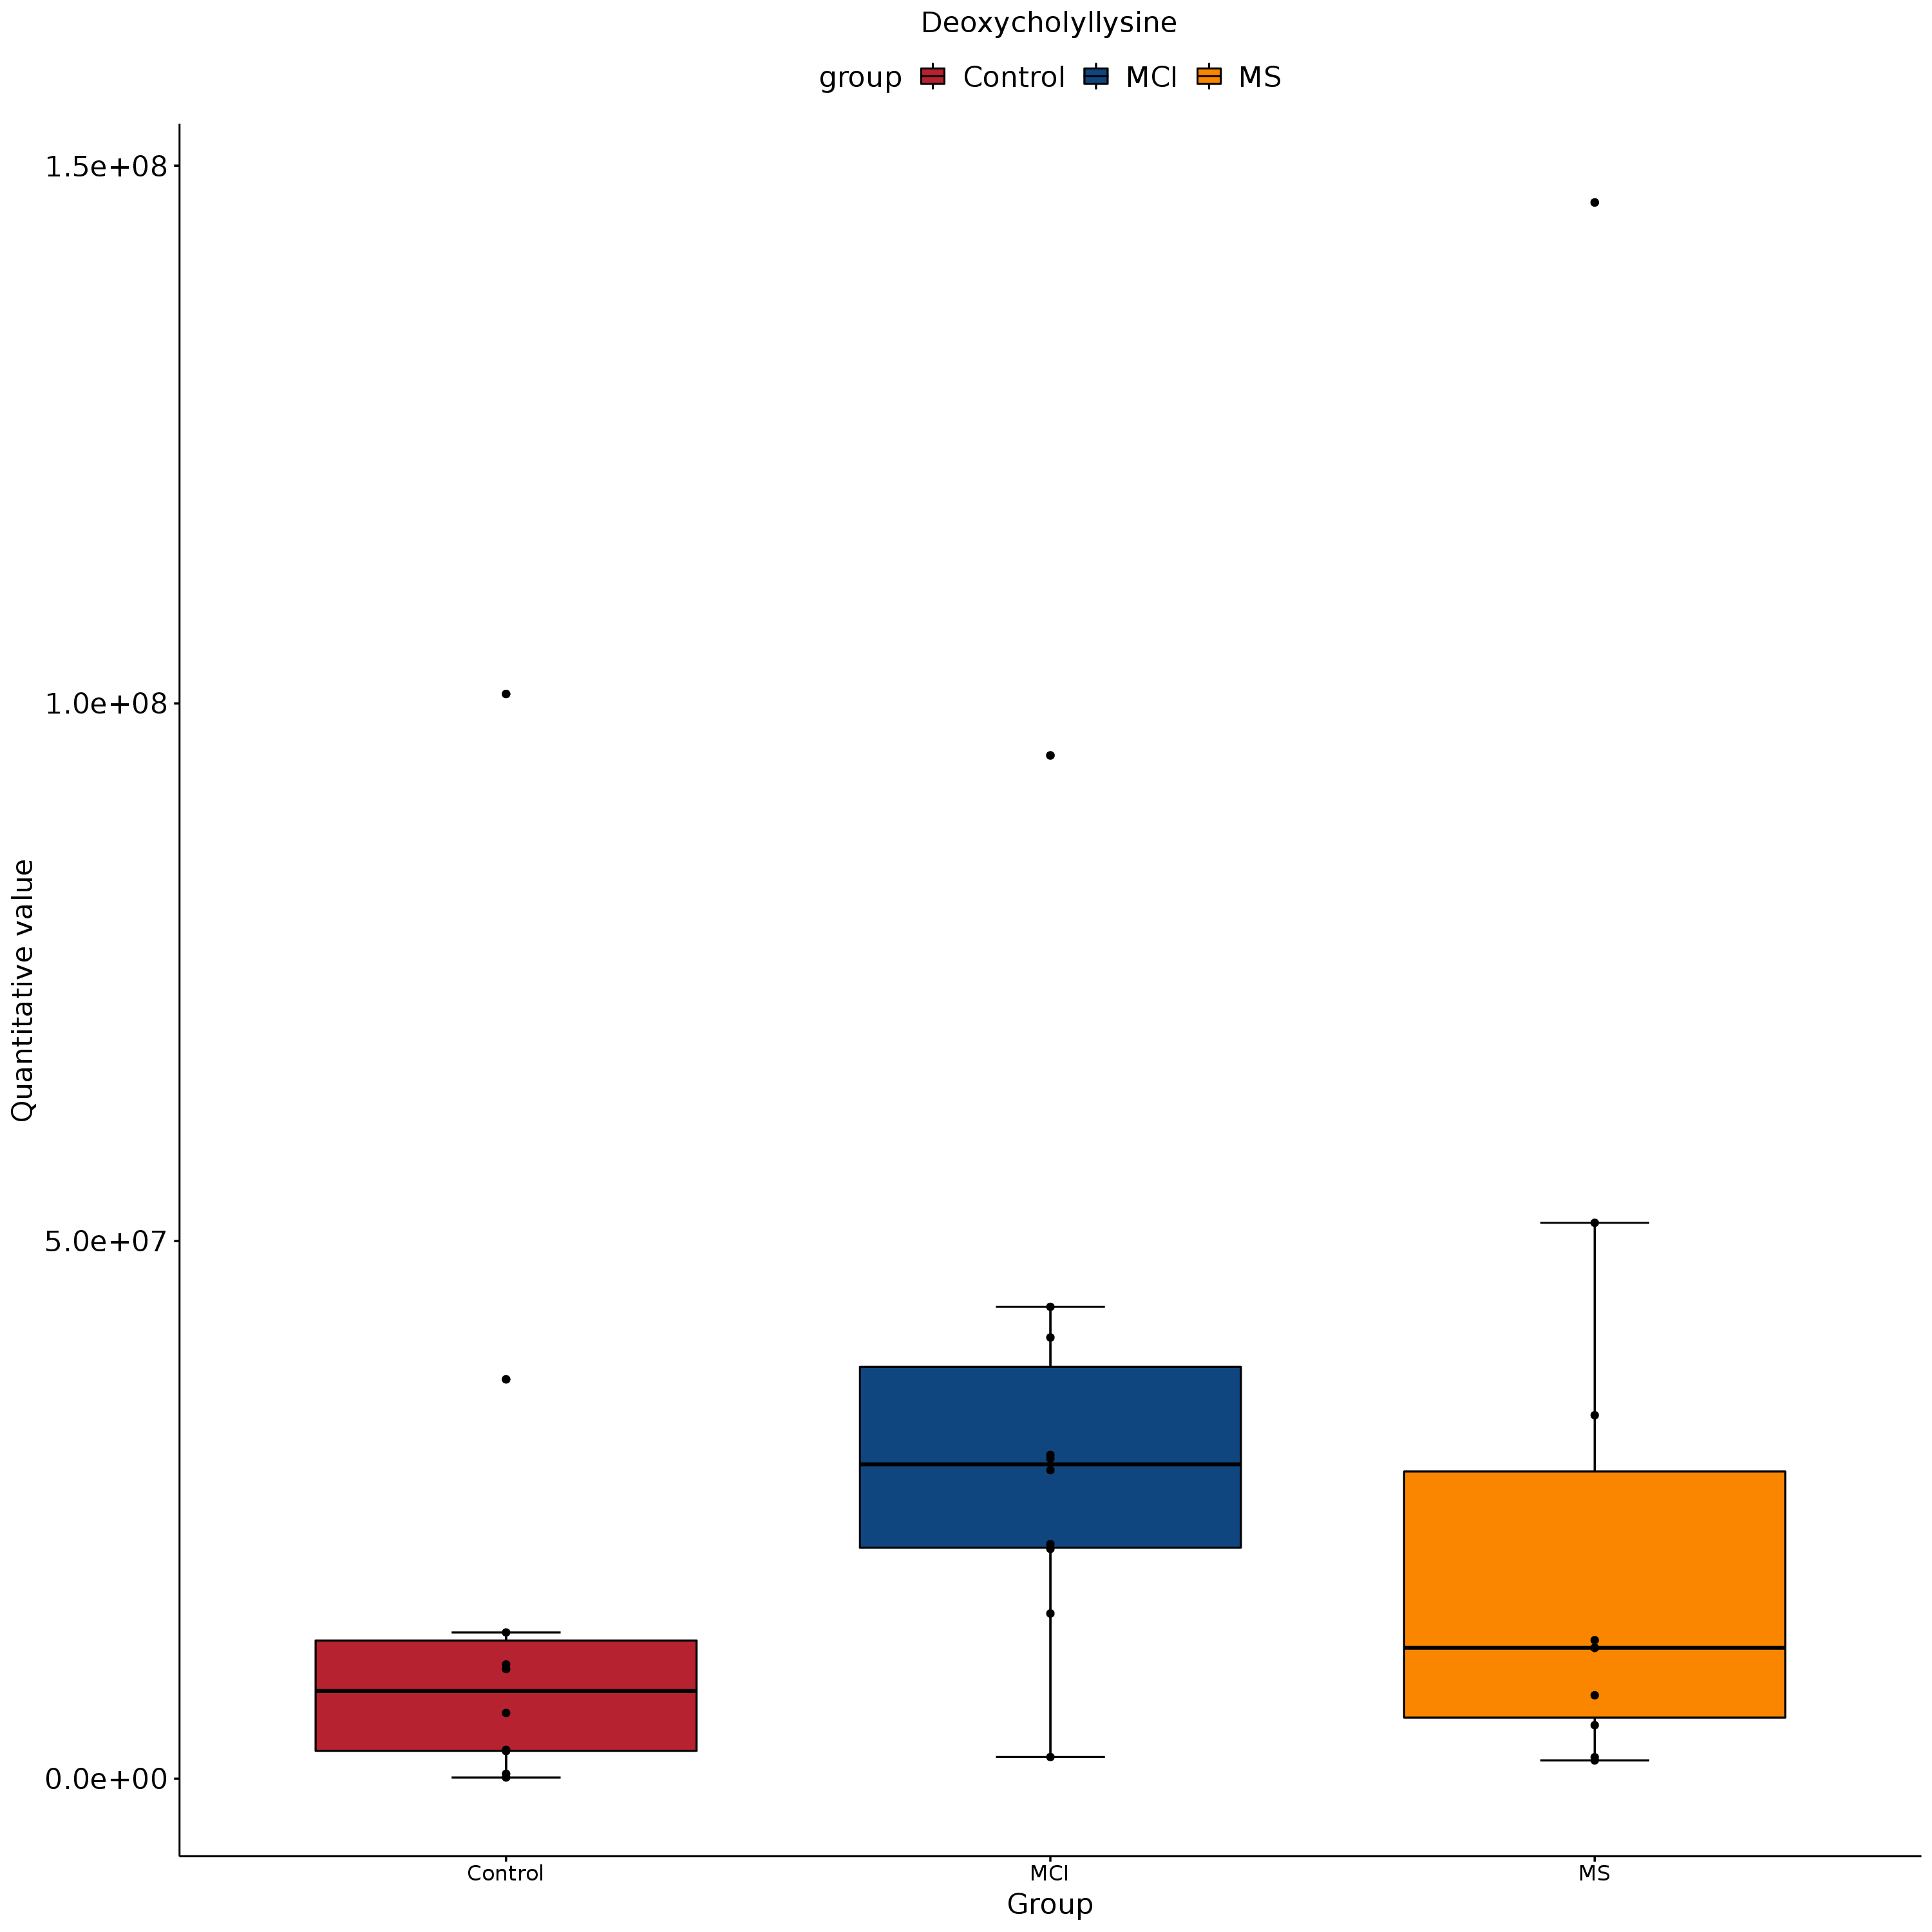 Deoxycholyllysine
group Control MCI MS
1.5e+08
1.0e+08
5.0e+07
0.0e+00
Quantitative value
Control MCI MS
Group